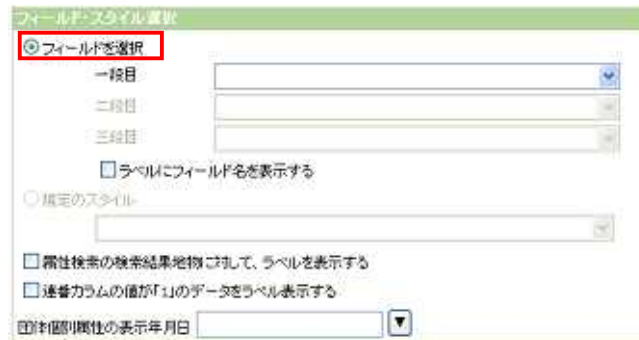 フィールド・スタイル選択
フィールドを選択
一段目
二段目
三段目
ラベルにフィールド名を表示する
規定のスタイル
属性検索の検索結果地物に対して、ラベルを表示する
連番カラムの値が「1」のデータをラベル表示する
団体個別属性の表示年月日